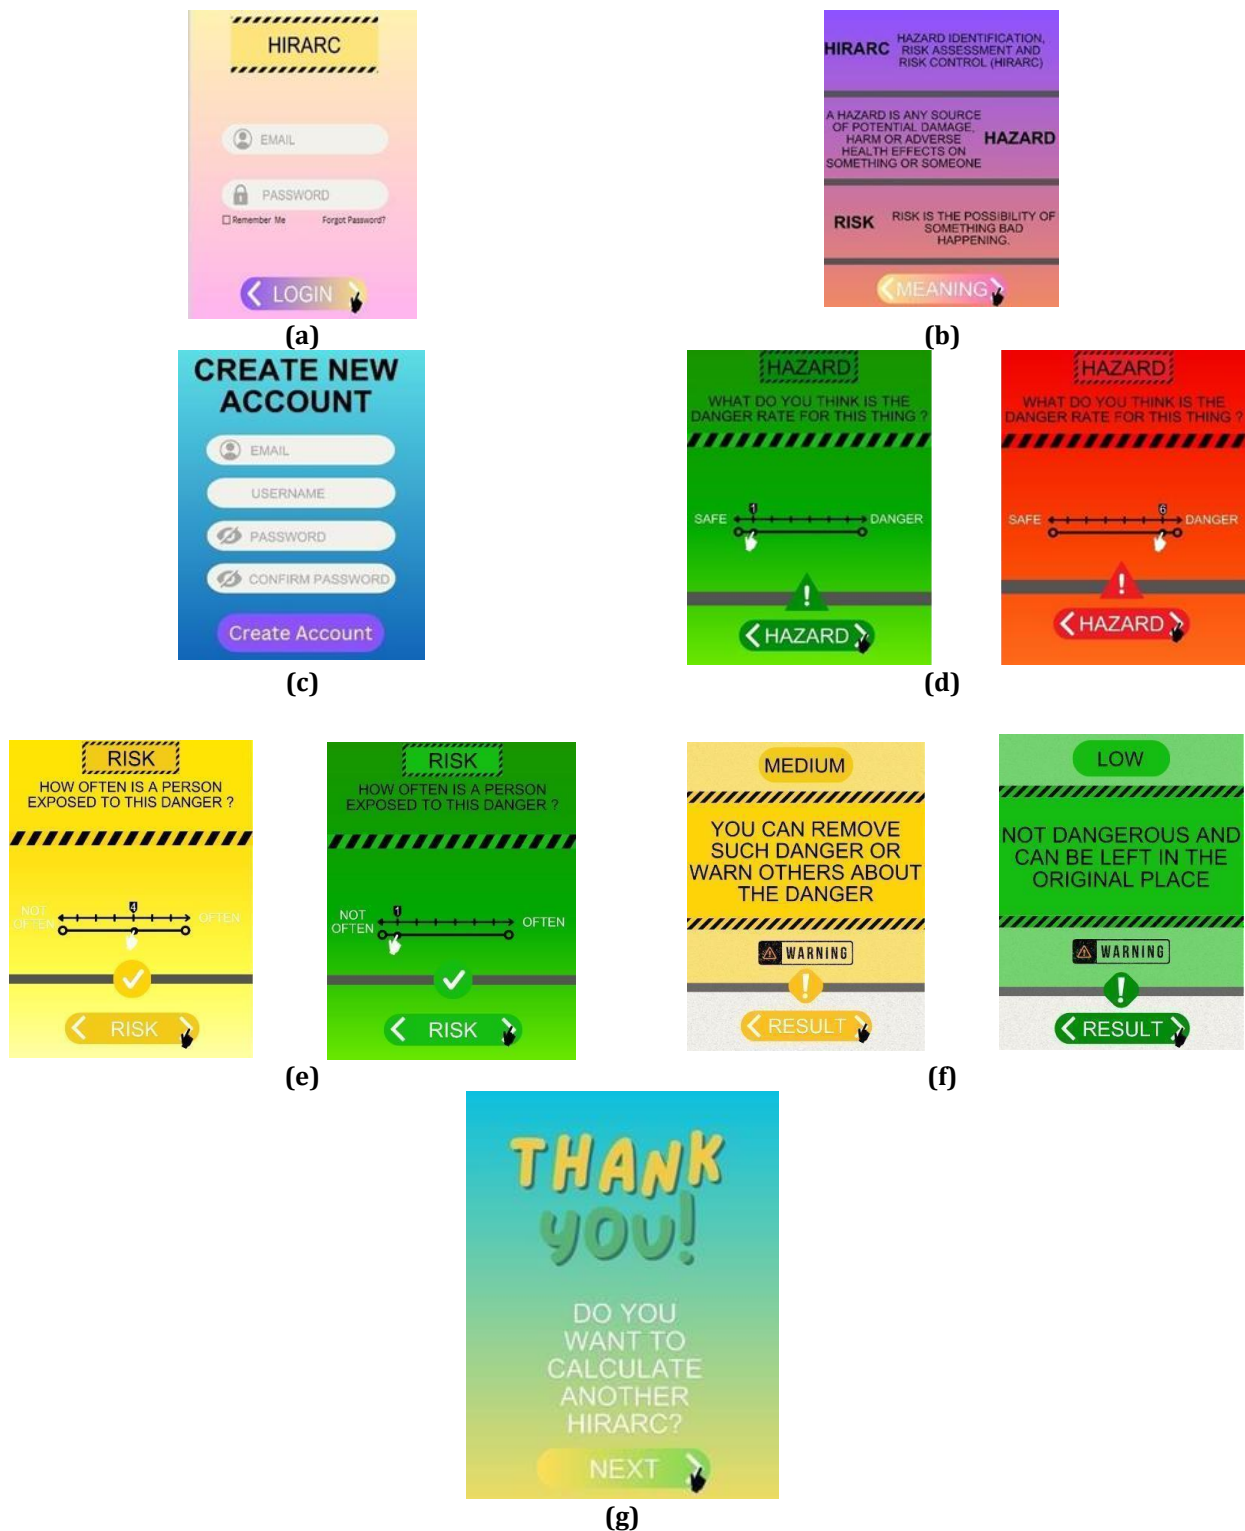 HIRARC
EMAIL
PASSWORD
Remember Me Forgot Password?
LOGIN
(a)
HIRARC
HAZARD IDENTIFICATION,
RISK ASSESSMENT AND
RISK CONTROL (HIRARC)
A HAZARD IS ANY SOURCE
OF POTENTIAL DAMAGE,
HARM OR ADVERSE
HEALTH EFFECTS ON
SOMETHING OR SOMEONE
HAZARD
RISK
RISK IS THE POSSIBILITY OF
SOMETHING BAD
HAPPENING.
MEANING
(b)
CREATE NEW
ACCOUNT
EMAIL
USERNAME
PASSWORD
CONFIRM PASSWORD
Create Account
(c)
HAZARD
WHAT DO YOU THINK IS THE
DANGER RATE FOR THIS THING ?
1
SAFE DANGER
HAZARD
HAZARD
WHAT DO YOU THINK IS THE
DANGER RATE FOR THIS THING ?
6
SAFE DANGER
HAZARD
(d)
RISK
HOW OFTEN IS A PERSON
EXPOSED TO THIS DANGER ?
4
NOT
OFTEN
OFTEN
RISK
RISK
HOW OFTEN IS A PERSON
EXPOSED TO THIS DANGER ?
1
NOT
OFTEN
OFTEN
RISK
(e)
MEDIUM
YOU CAN REMOVE
SUCH DANGER OR
WARN OTHERS ABOUT
THE DANGER
WARNING
RESULT
LOW
NOT DANGEROUS AND
CAN BE LEFT IN THE
ORIGINAL PLACE
WARNING
RESULT
(f)
THANK
YOU!
DO YOU
WANT TO
CALCULATE
ANOTHER
HIRARC?
NEXT
(g)